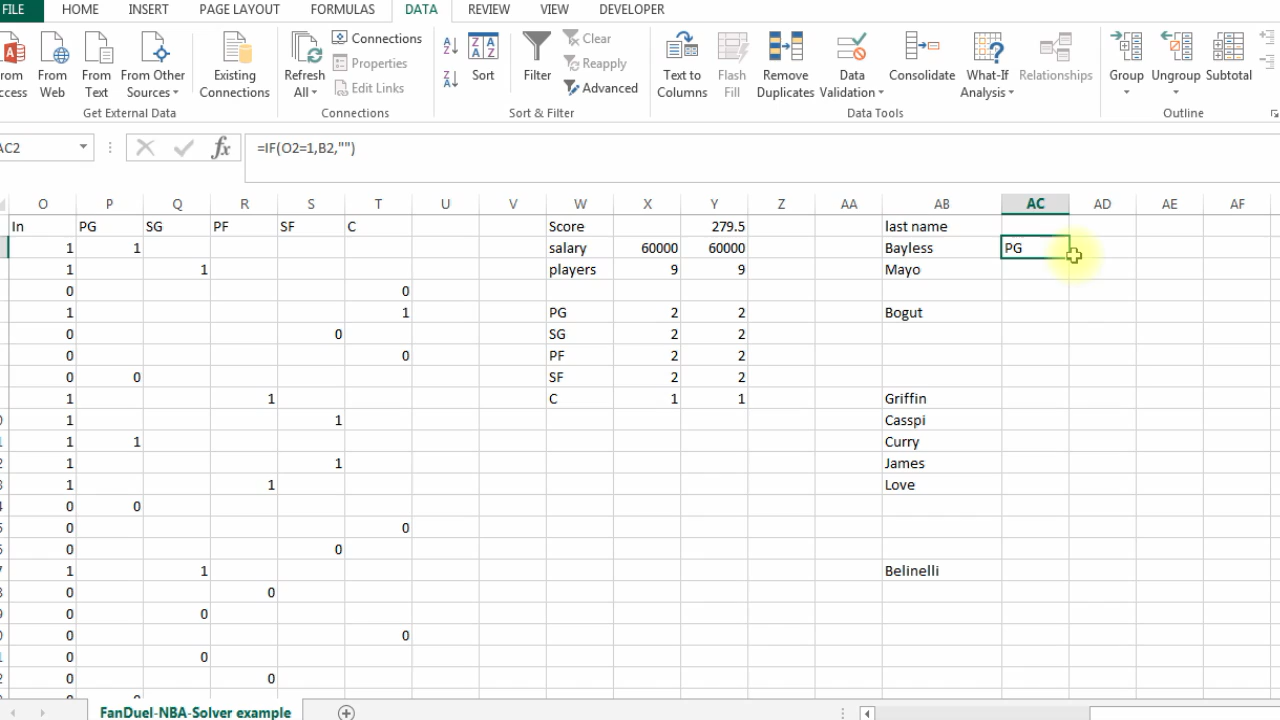 FILE HOME INSERT PAGE LAYOUT FORMULAS DATA REVIEW VIEW DEVELOPER
From From From Other Existing Refresh Connections Properties Edit Links Sort Filter Clear Reapply Advanced Text to Flash Remove Data Consolidate What-If Relationships Group Ungroup Subtotal
Web Text Sources Connections All Columns Fill Duplicates Validation Analysis
Get External Data Connections Sort & Filter Data Tools Outline
AC2 fx =IF(O2=1,B2,"")
O P Q R S T U V W X Y Z AA AB AC AD AE AF
In PG SG PF SF C Score 279.5 last name
1 1 salary 60000 60000 Bayless PG
1 1 players 9 9 Mayo
0 0
1 1 PG 2 2 Bogut
0 0 SG 2 2
0 0 PF 2 2
0 0 SF 2 2
1 1 C 1 1 Griffin
1 1 Casspi
1 1 Curry
1 1 James
1 1 Love
0 0
0 0
0 0
1 1 Belinelli
0 0
0 0
0 0
0 0
0 0
FanDuel-NBA-Solver example